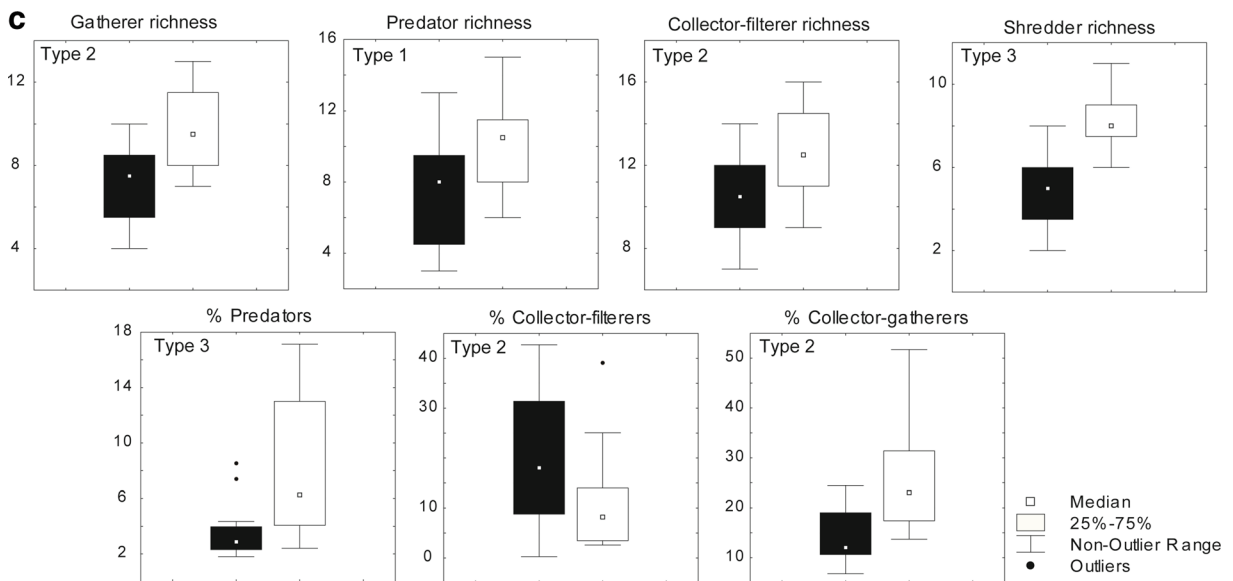 c
Gatherer richness
Type 2
12
8
4
Predator richness
Type 1
16
12
8
4
Collector-filterer richness
Type 2
16
12
8
Shredder richness
Type 3
10
6
2
% Predators
Type 3
18
14
10
6
2
% Collector-filterers
Type 2
40
30
10
0
% Collector-gatherers
Type 2
50
40
30
20
10
Median
25%-75%
Non-Outlier Range
Outliers